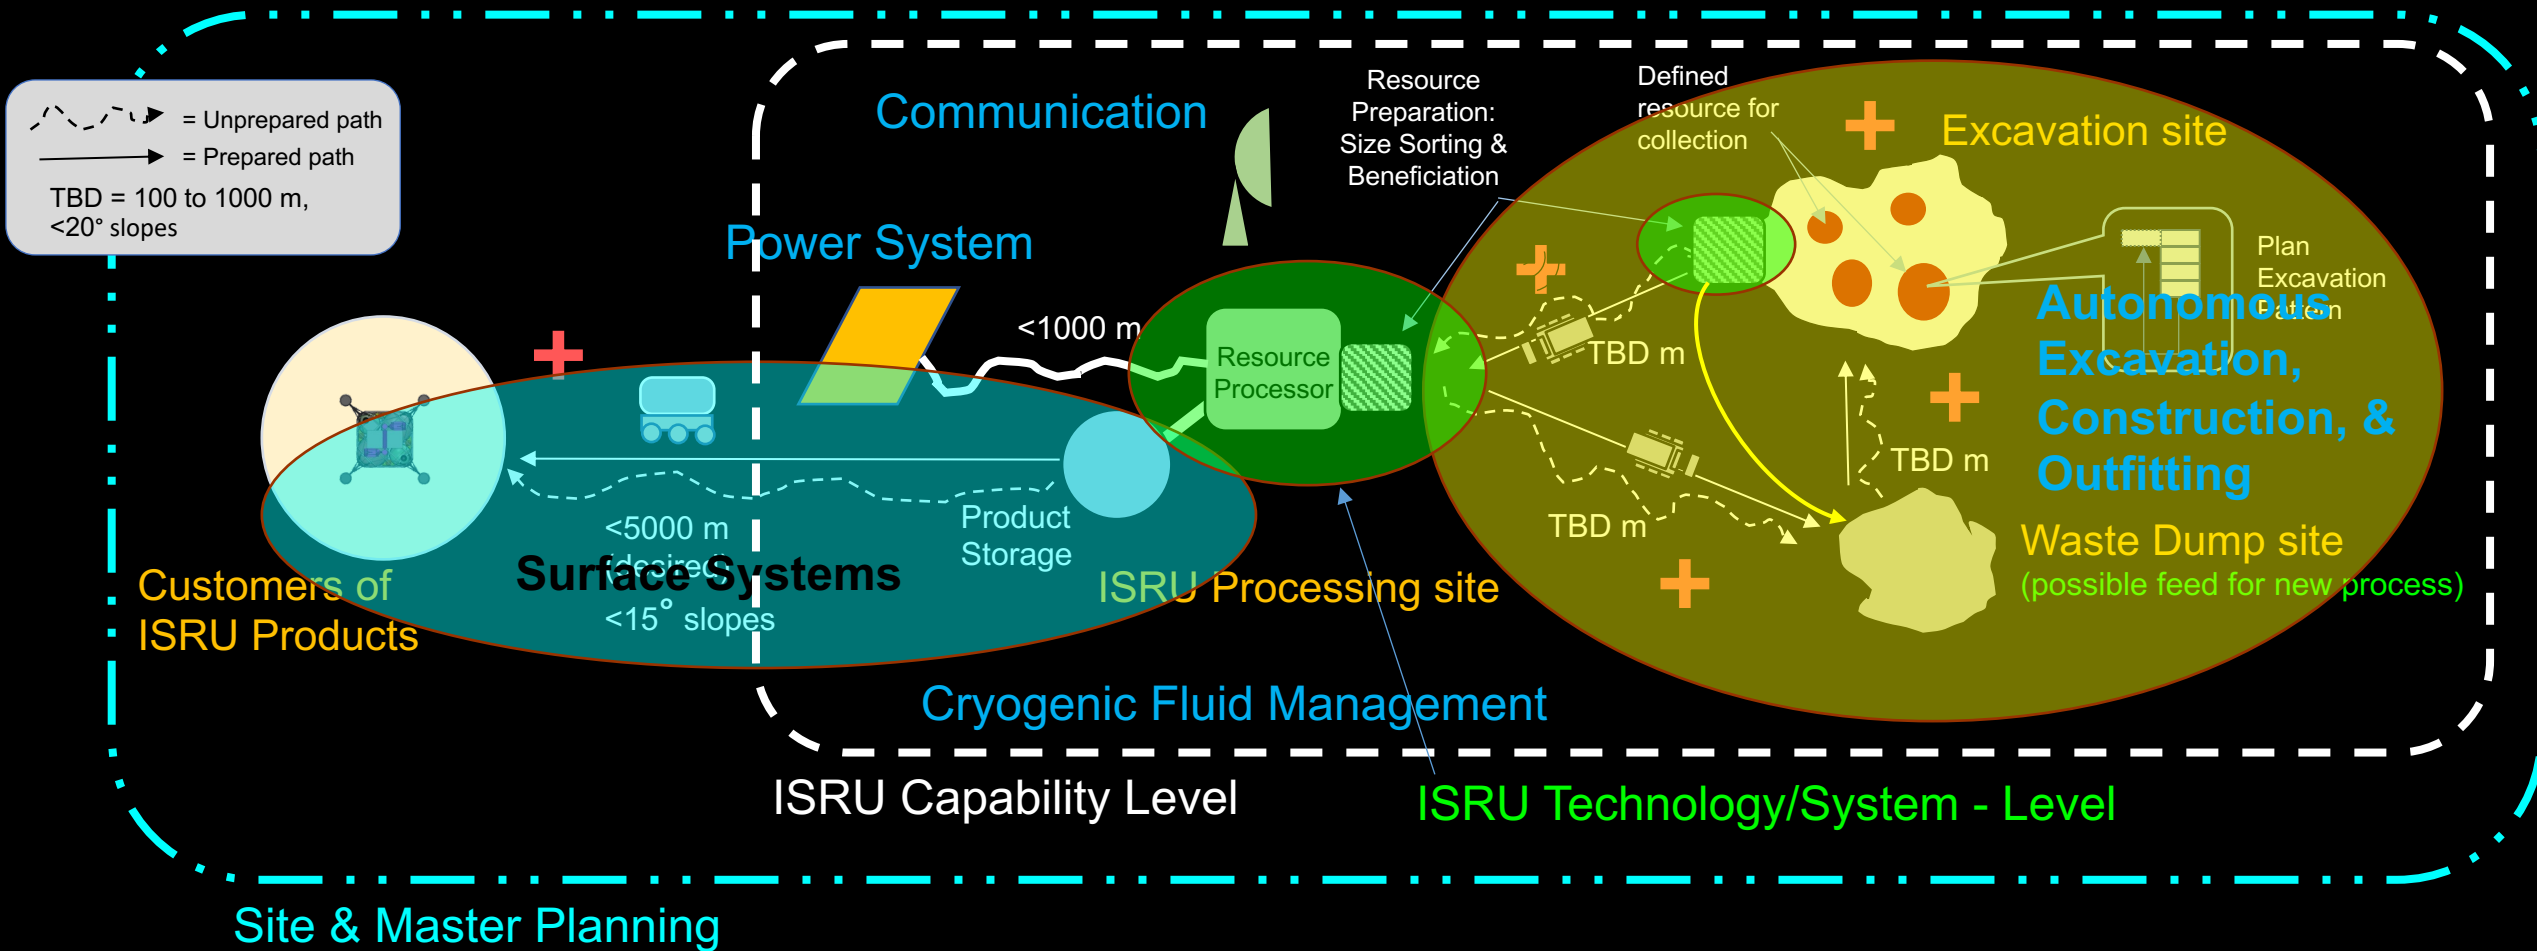 = Unprepared path
= Prepared path
TBD = 100 to 1000 m,
<20° slopes
Communication
Resource
Preparation:
Size Sorting &
Beneficiation
Defined
resource for
collection
Excavation site
Power System
<1000 m
Resource
Processor
TBD m
Plan
Excavation
Pattern
Autonomous
Excavation,
Construction, &
Outfitting
TBD m
TBD m
Product
Storage
<5000 m
(desired)
<15° slopes
Surface Systems
Customers of
ISRU Products
ISRU Processing site
Waste Dump site
(possible feed for new process)
Cryogenic Fluid Management
ISRU Capability Level
ISRU Technology/System - Level
Site & Master Planning